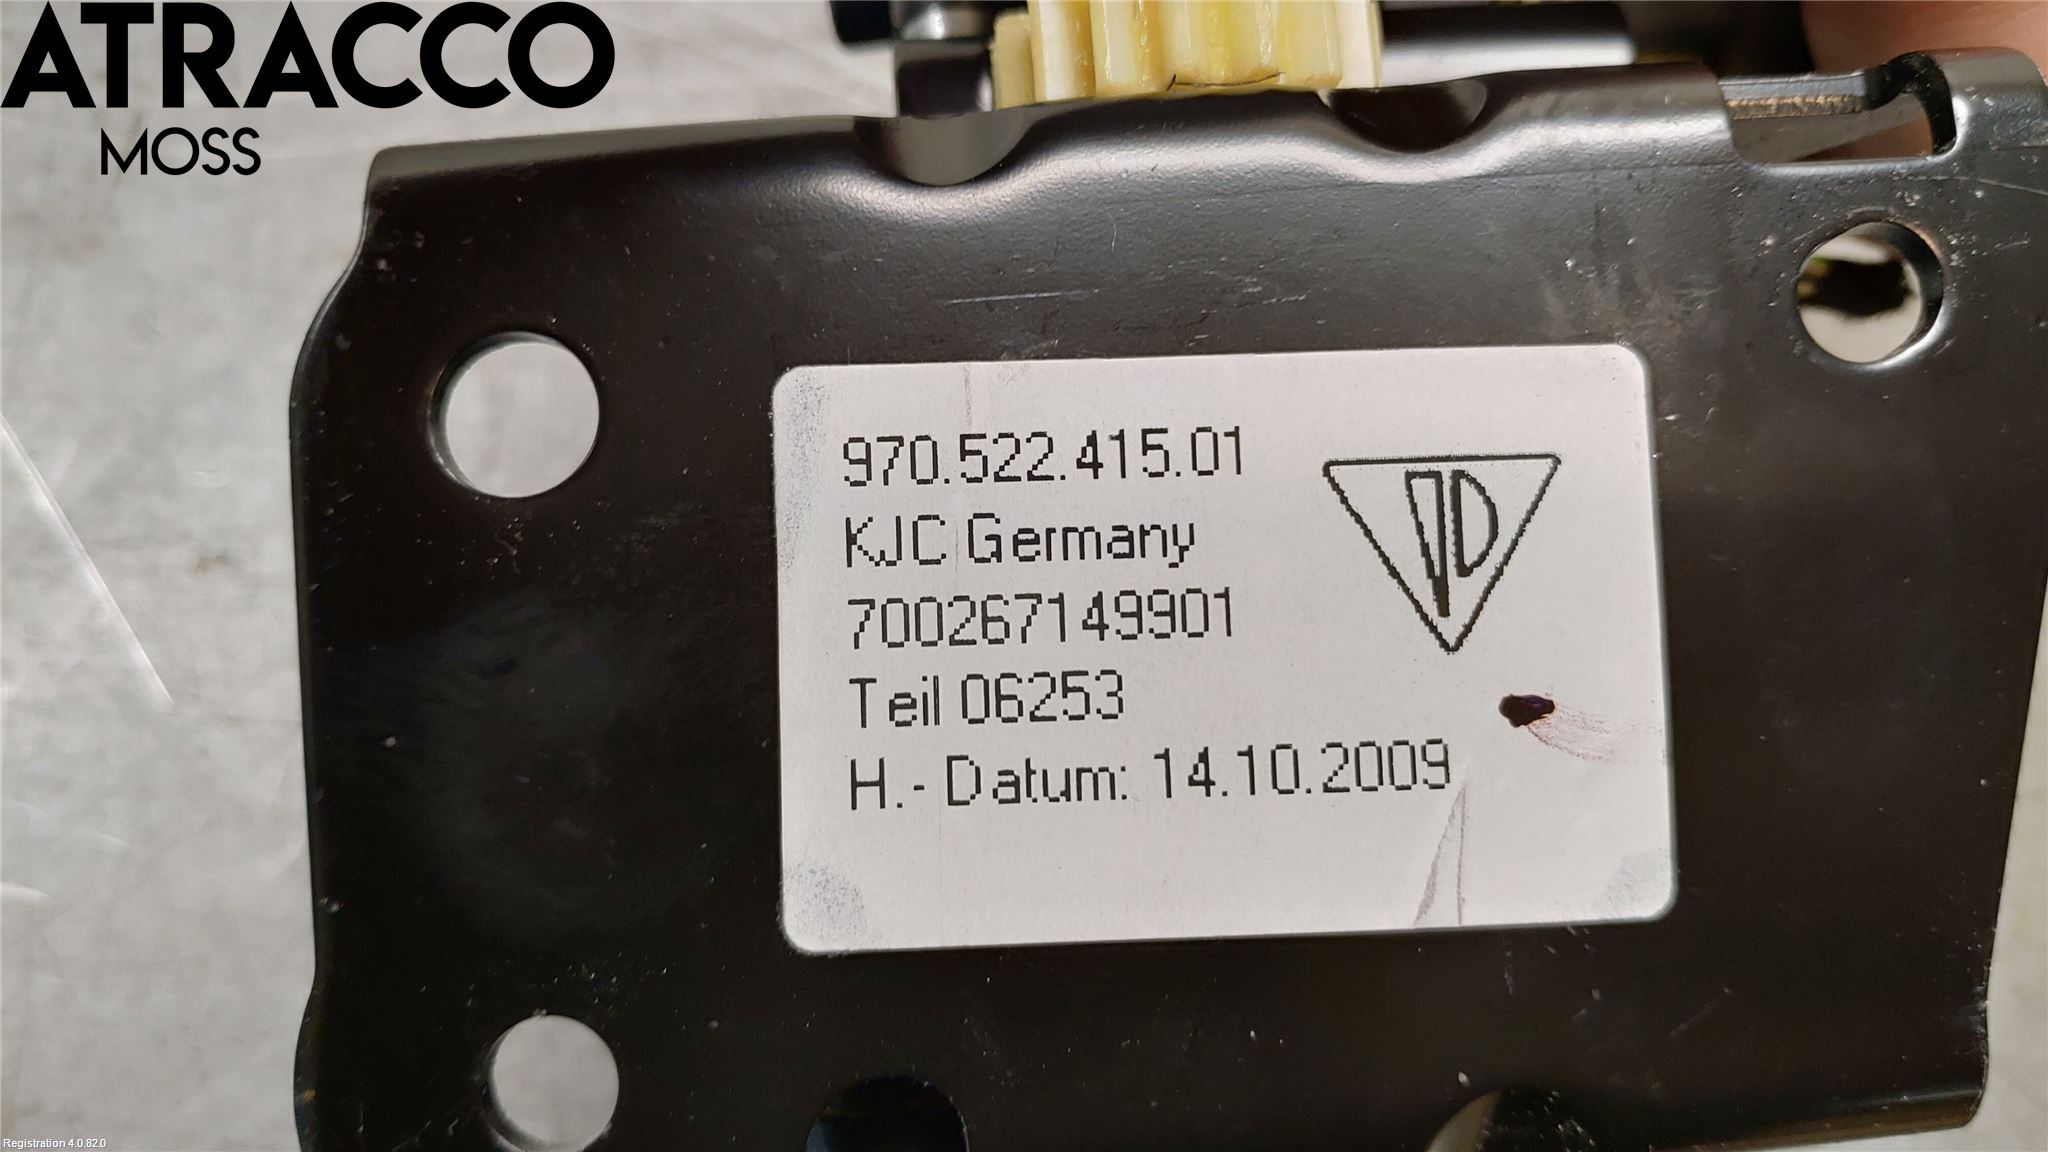 ATRACCO
MOSS
970.522.415.01
KJC Germany
700267149901
Teil 06253
H.- Datum: 14.10.2009
Registration 4.0.82.0